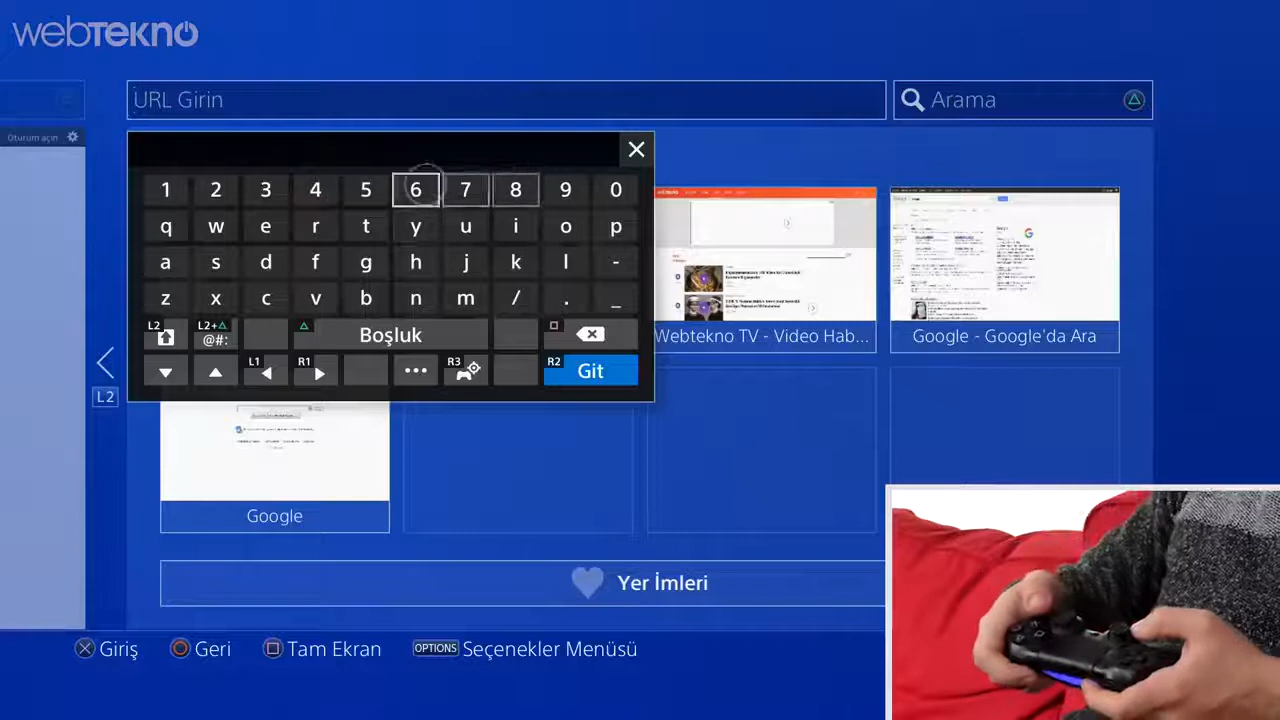 webtekno
URL Girin
Arama
Oturum açın
1 2 3 4 5 6 7 8 9 0
q w e r t y u i o p
a s d f g h j k l -
z x c v b n m / . _
L2
L2+△ @#:
△ Boşluk
L1
R1
...
R3
R2 Git
L2
Webtekno TV - Video Hab...
Google - Google'da Ara
Google
Yer İmleri
Giriş
Geri
Tam Ekran
OPTIONS Seçenekler Menüsü